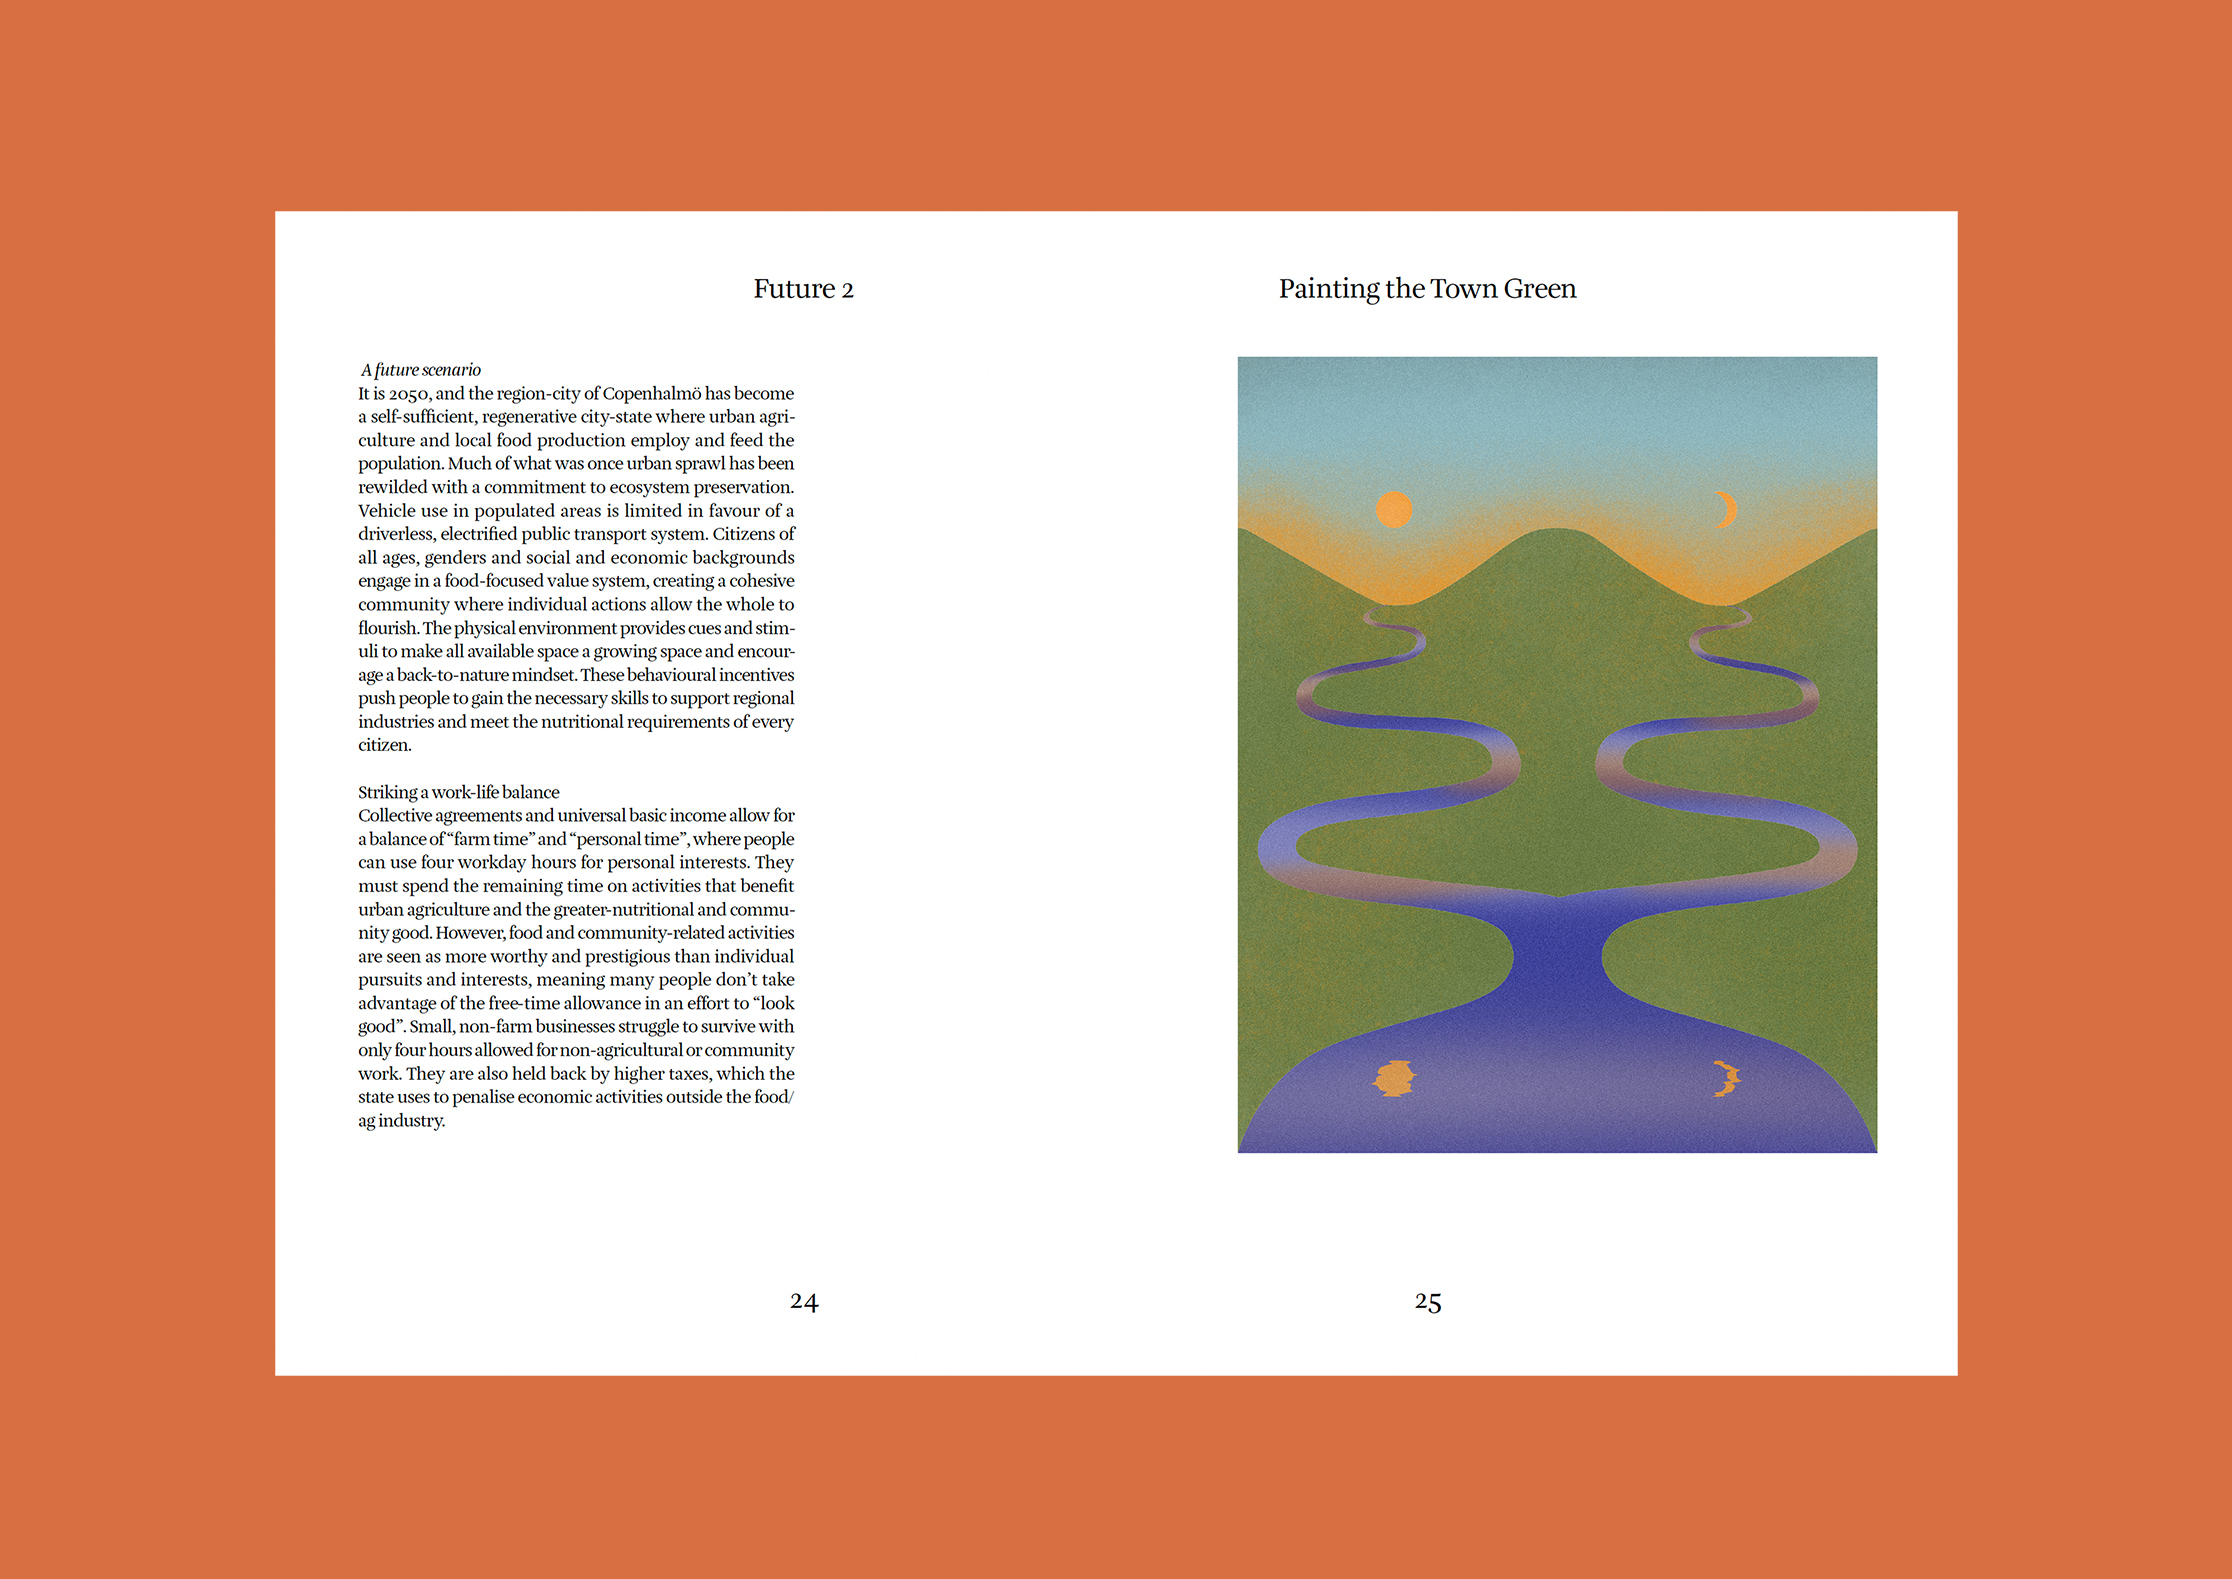 Future 2
Painting the Town Green
A future scenario
It is 2050, and the region-city of Copenhalmö has become
a self-sufficient, regenerative city-state where urban agri-
culture and local food production employ and feed the
population. Much of what was once urban sprawl has been
rewilded with a commitment to ecosystem preservation.
Vehicle use in populated areas is limited in favour of a
driverless, electrified public transport system. Citizens of
all ages, genders and social and economic backgrounds
engage in a food-focused value system, creating a cohesive
community where individual actions allow the whole to
flourish. The physical environment provides cues and stim-
uli to make all available space a growing space and encour-
age a back-to-nature mindset. These behavioural incentives
push people to gain the necessary skills to support regional
industries and meet the nutritional requirements of every
citizen.
Striking a work-life balance
Collective agreements and universal basic income allow for
a balance of “farm time” and “personal time”, where people
can use four workday hours for personal interests. They
must spend the remaining time on activities that benefit
urban agriculture and the greater-nutritional and commu-
nity good. However, food and community-related activities
are seen as more worthy and prestigious than individual
pursuits and interests, meaning many people don’t take
advantage of the free-time allowance in an effort to “look
good”. Small, non-farm businesses struggle to survive with
only four hours allowed for non-agricultural or community
work. They are also held back by higher taxes, which the
state uses to penalise economic activities outside the food/
ag industry.
24
25